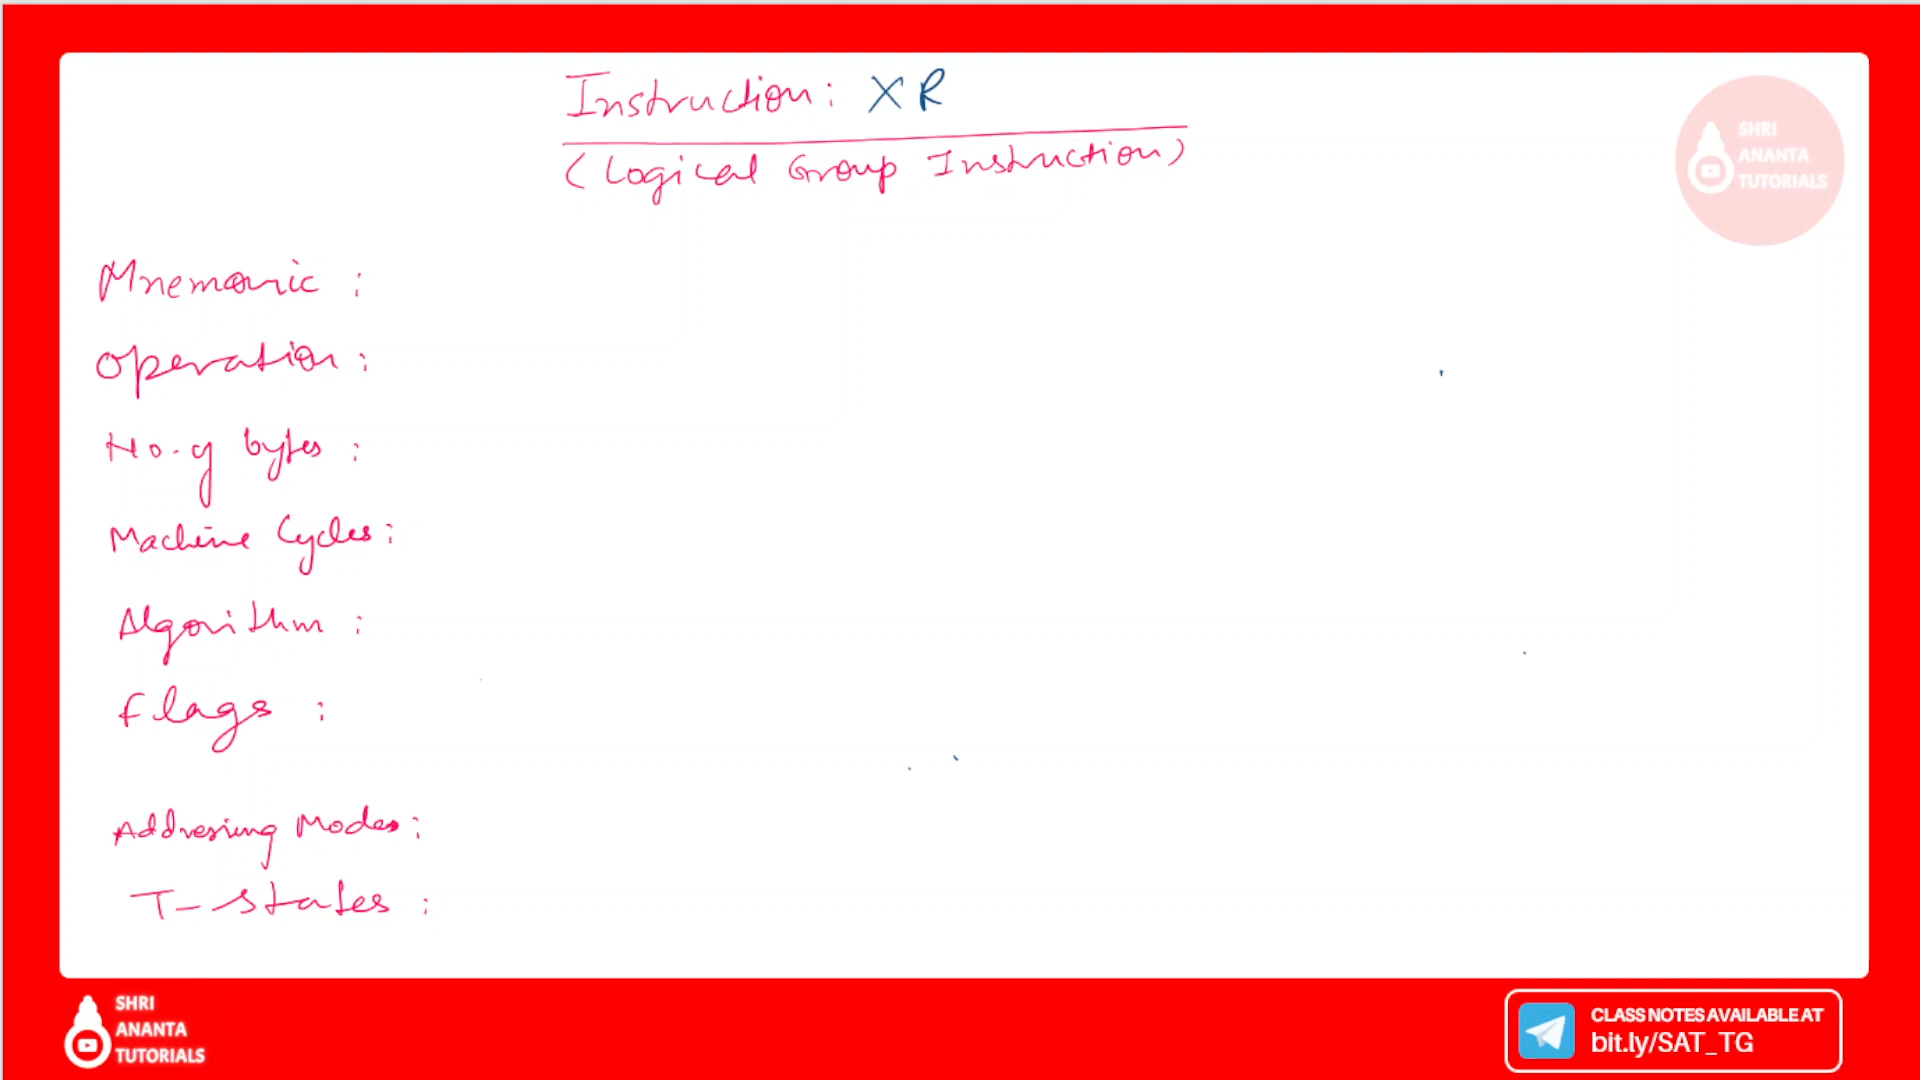 Instruction: XR
(Logical Group Instruction)
SHRI
ANANTA
TUTORIALS
Mnemonic :
Operation :
No. of bytes :
Machine Cycles :
Algorithm :
Flags :
Addresing Modes :
T-states :
SHRI
ANANTA
TUTORIALS
CLASS NOTES AVAILABLE AT
bit.ly/SAT_TG